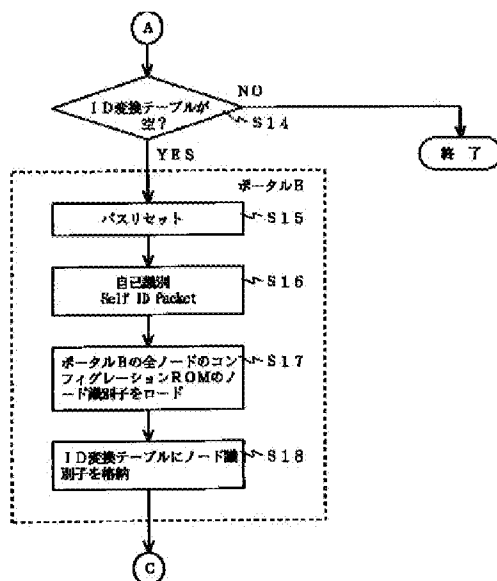 A
ID変換テーブルが
空?
NO
S14
終 了
YES
ポータルB
バスリセット
S15
自己識別
Self ID Packet
S16
ポータルBの全ノードのコン
フィグレーションROMのノ
ード識別子をロード
S17
ID変換テーブルにノード識
別子を格納
S18
C